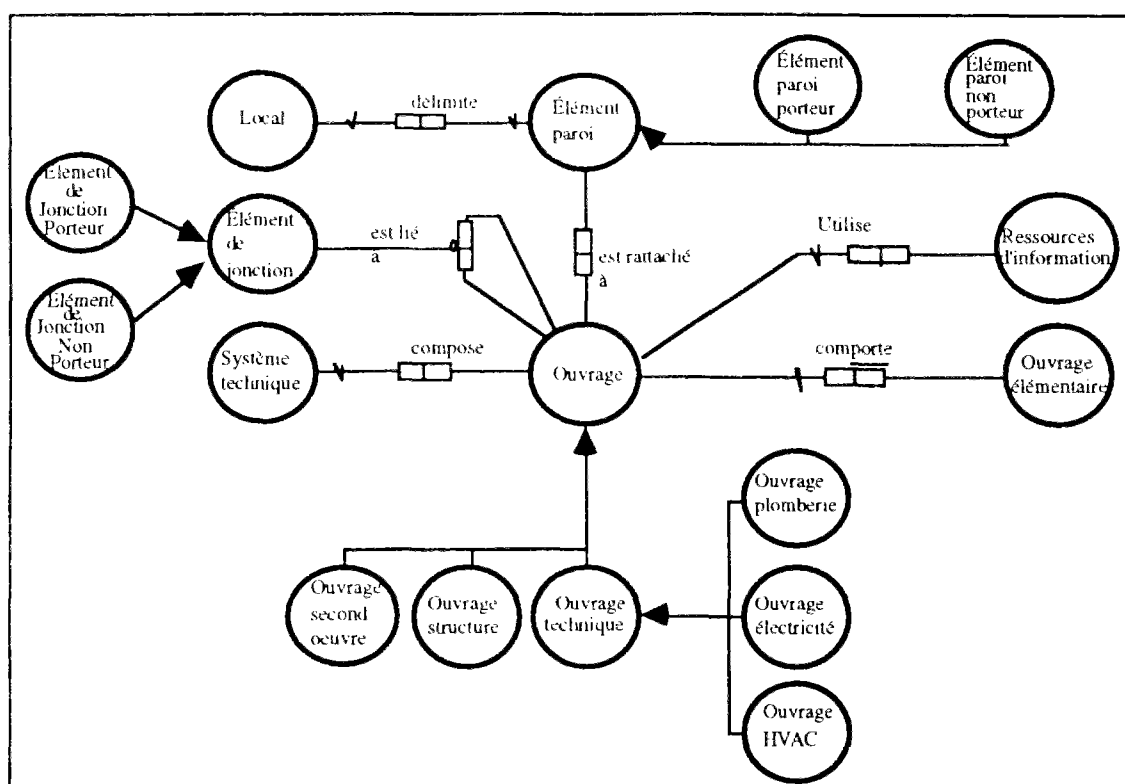 Élément
paroi
porteur
Élément
paroi
non
porteur
délimite
Local
Élément
paroi
Élément
de
Jonction
Porteur
Élément
de
jonction
est lié
à
est rattaché
à
Utilise
Ressources
d'information
Élément
de
Jonction
Non
Porteur
Système
technique
compose
Ouvrage
comporte
Ouvrage
élémentaire
Ouvrage
plomberie
Ouvrage
second
oeuvre
Ouvrage
structure
Ouvrage
technique
Ouvrage
électricité
Ouvrage
HVAC